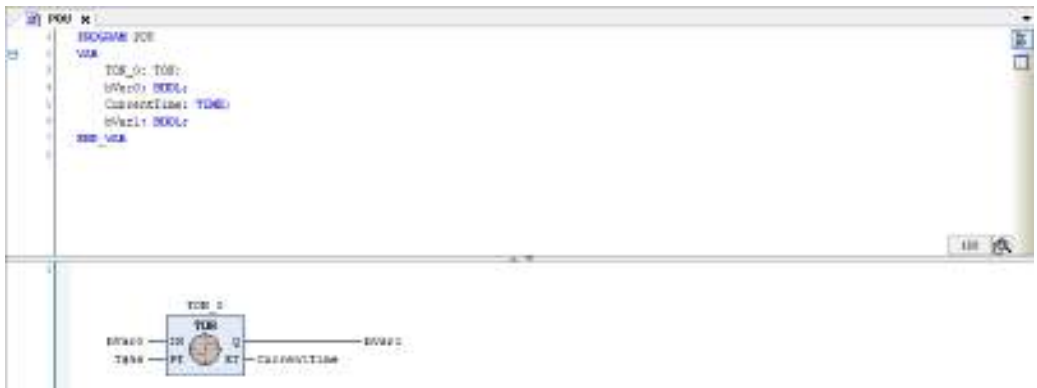 POU
PROGRAM POU
VAR
TON_0: TON;
bVar0: BOOL;
CurrentTime: TIME;
bVar1: BOOL;
END_VAR
100
TON_0
TON
bVar0 IN Q bVar1
PT ET CurrentTime